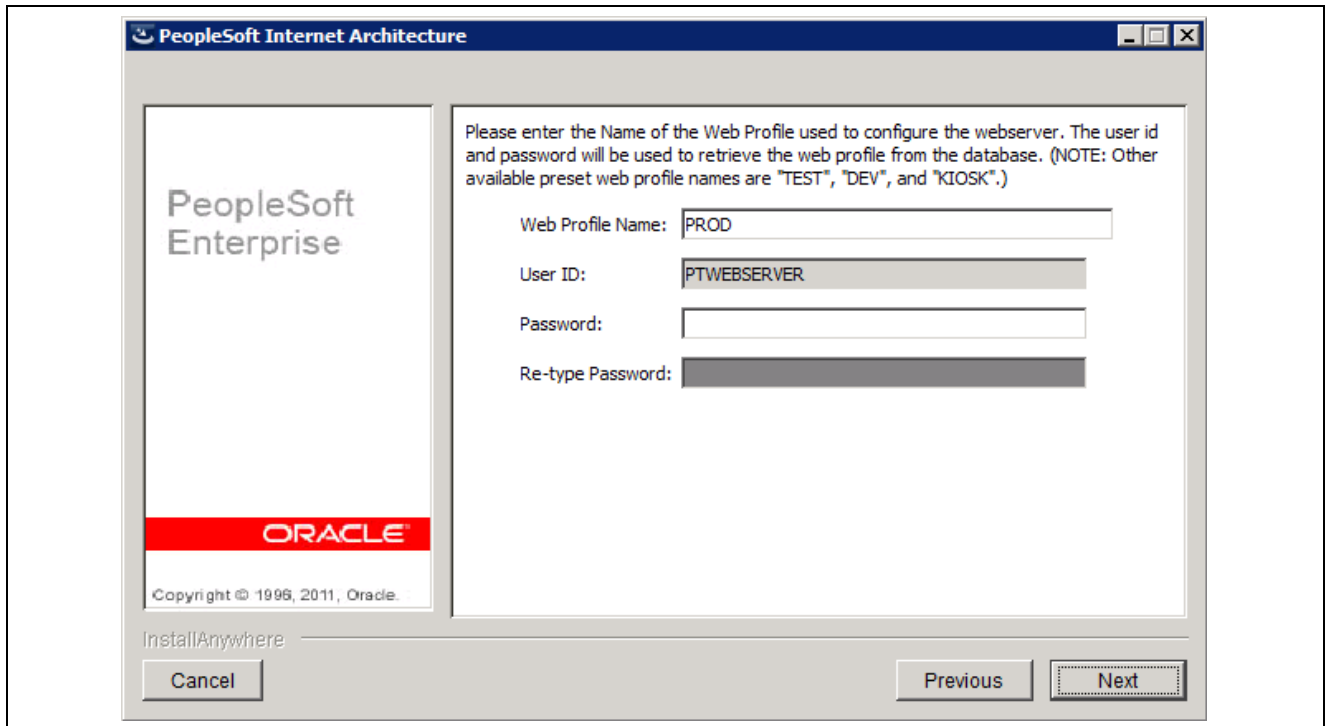 PeopleSoft Internet Architecture
PeopleSoft
Enterprise
ORACLE
Copyright © 1996, 2011, Oracle.
Please enter the Name of the Web Profile used to configure the webserver. The user id
and password will be used to retrieve the web profile from the database. (NOTE: Other
available preset web profile names are "TEST", "DEV", and "KIOSK".)
Web Profile Name: PROD
User ID: PTWEBSERVER
Password:
Re-type Password:
InstallAnywhere
Cancel Previous Next